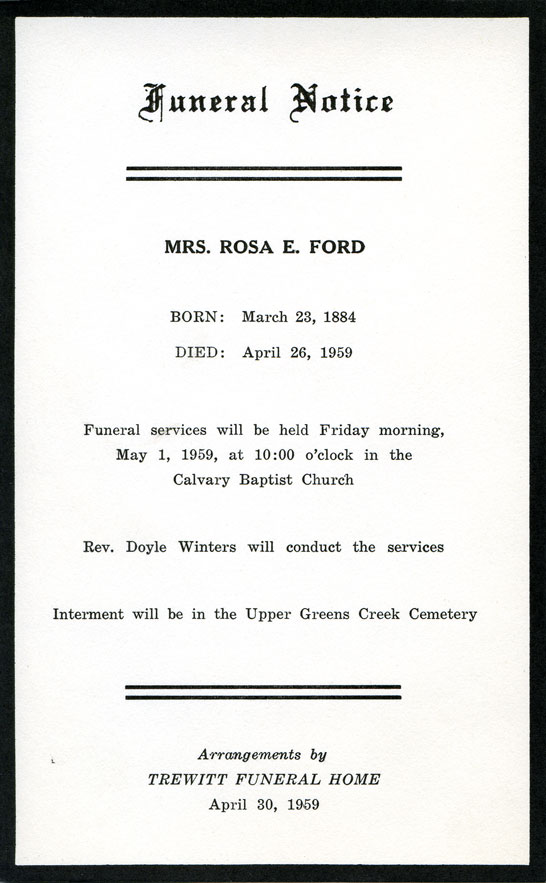 Funeral Notice
MRS. ROSA E. FORD
BORN: March 23, 1884
DIED: April 26, 1959
Funeral services will be held Friday morning,
May 1, 1959, at 10:00 o'clock in the
Calvary Baptist Church
Rev. Doyle Winters will conduct the services
Interment will be in the Upper Greens Creek Cemetery
Arrangements by
TREWITT FUNERAL HOME
April 30, 1959